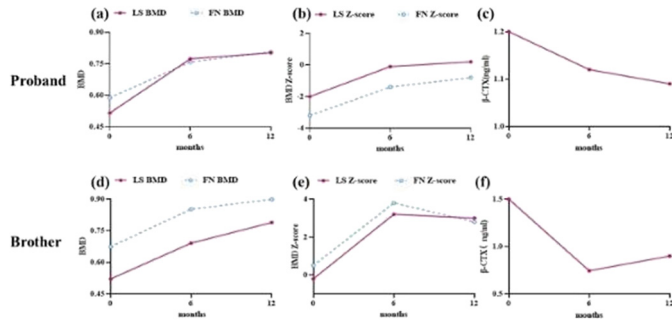 (a) LS BMD FN BMD
(b) LS Z-score FN Z-score
(c)
Proband
BMD
0.90
0.75
0.60
0.45
0 6 12
months
BMD Z-score
2
0
-2
-4
0 6 12
months
β-CTX(ng/ml)
1.2
1.1
1.0
0 6 12
months
(d) LS BMD FN BMD
(e) LS Z-score FN Z-score
(f)
Brother
BMD
0.90
0.75
0.60
0.45
0 6 12
months
BMD Z-score
4
2
0
0 6 12
months
β-CTX ( ng/ml)
1.5
1.0
0.5
0 6 12
months